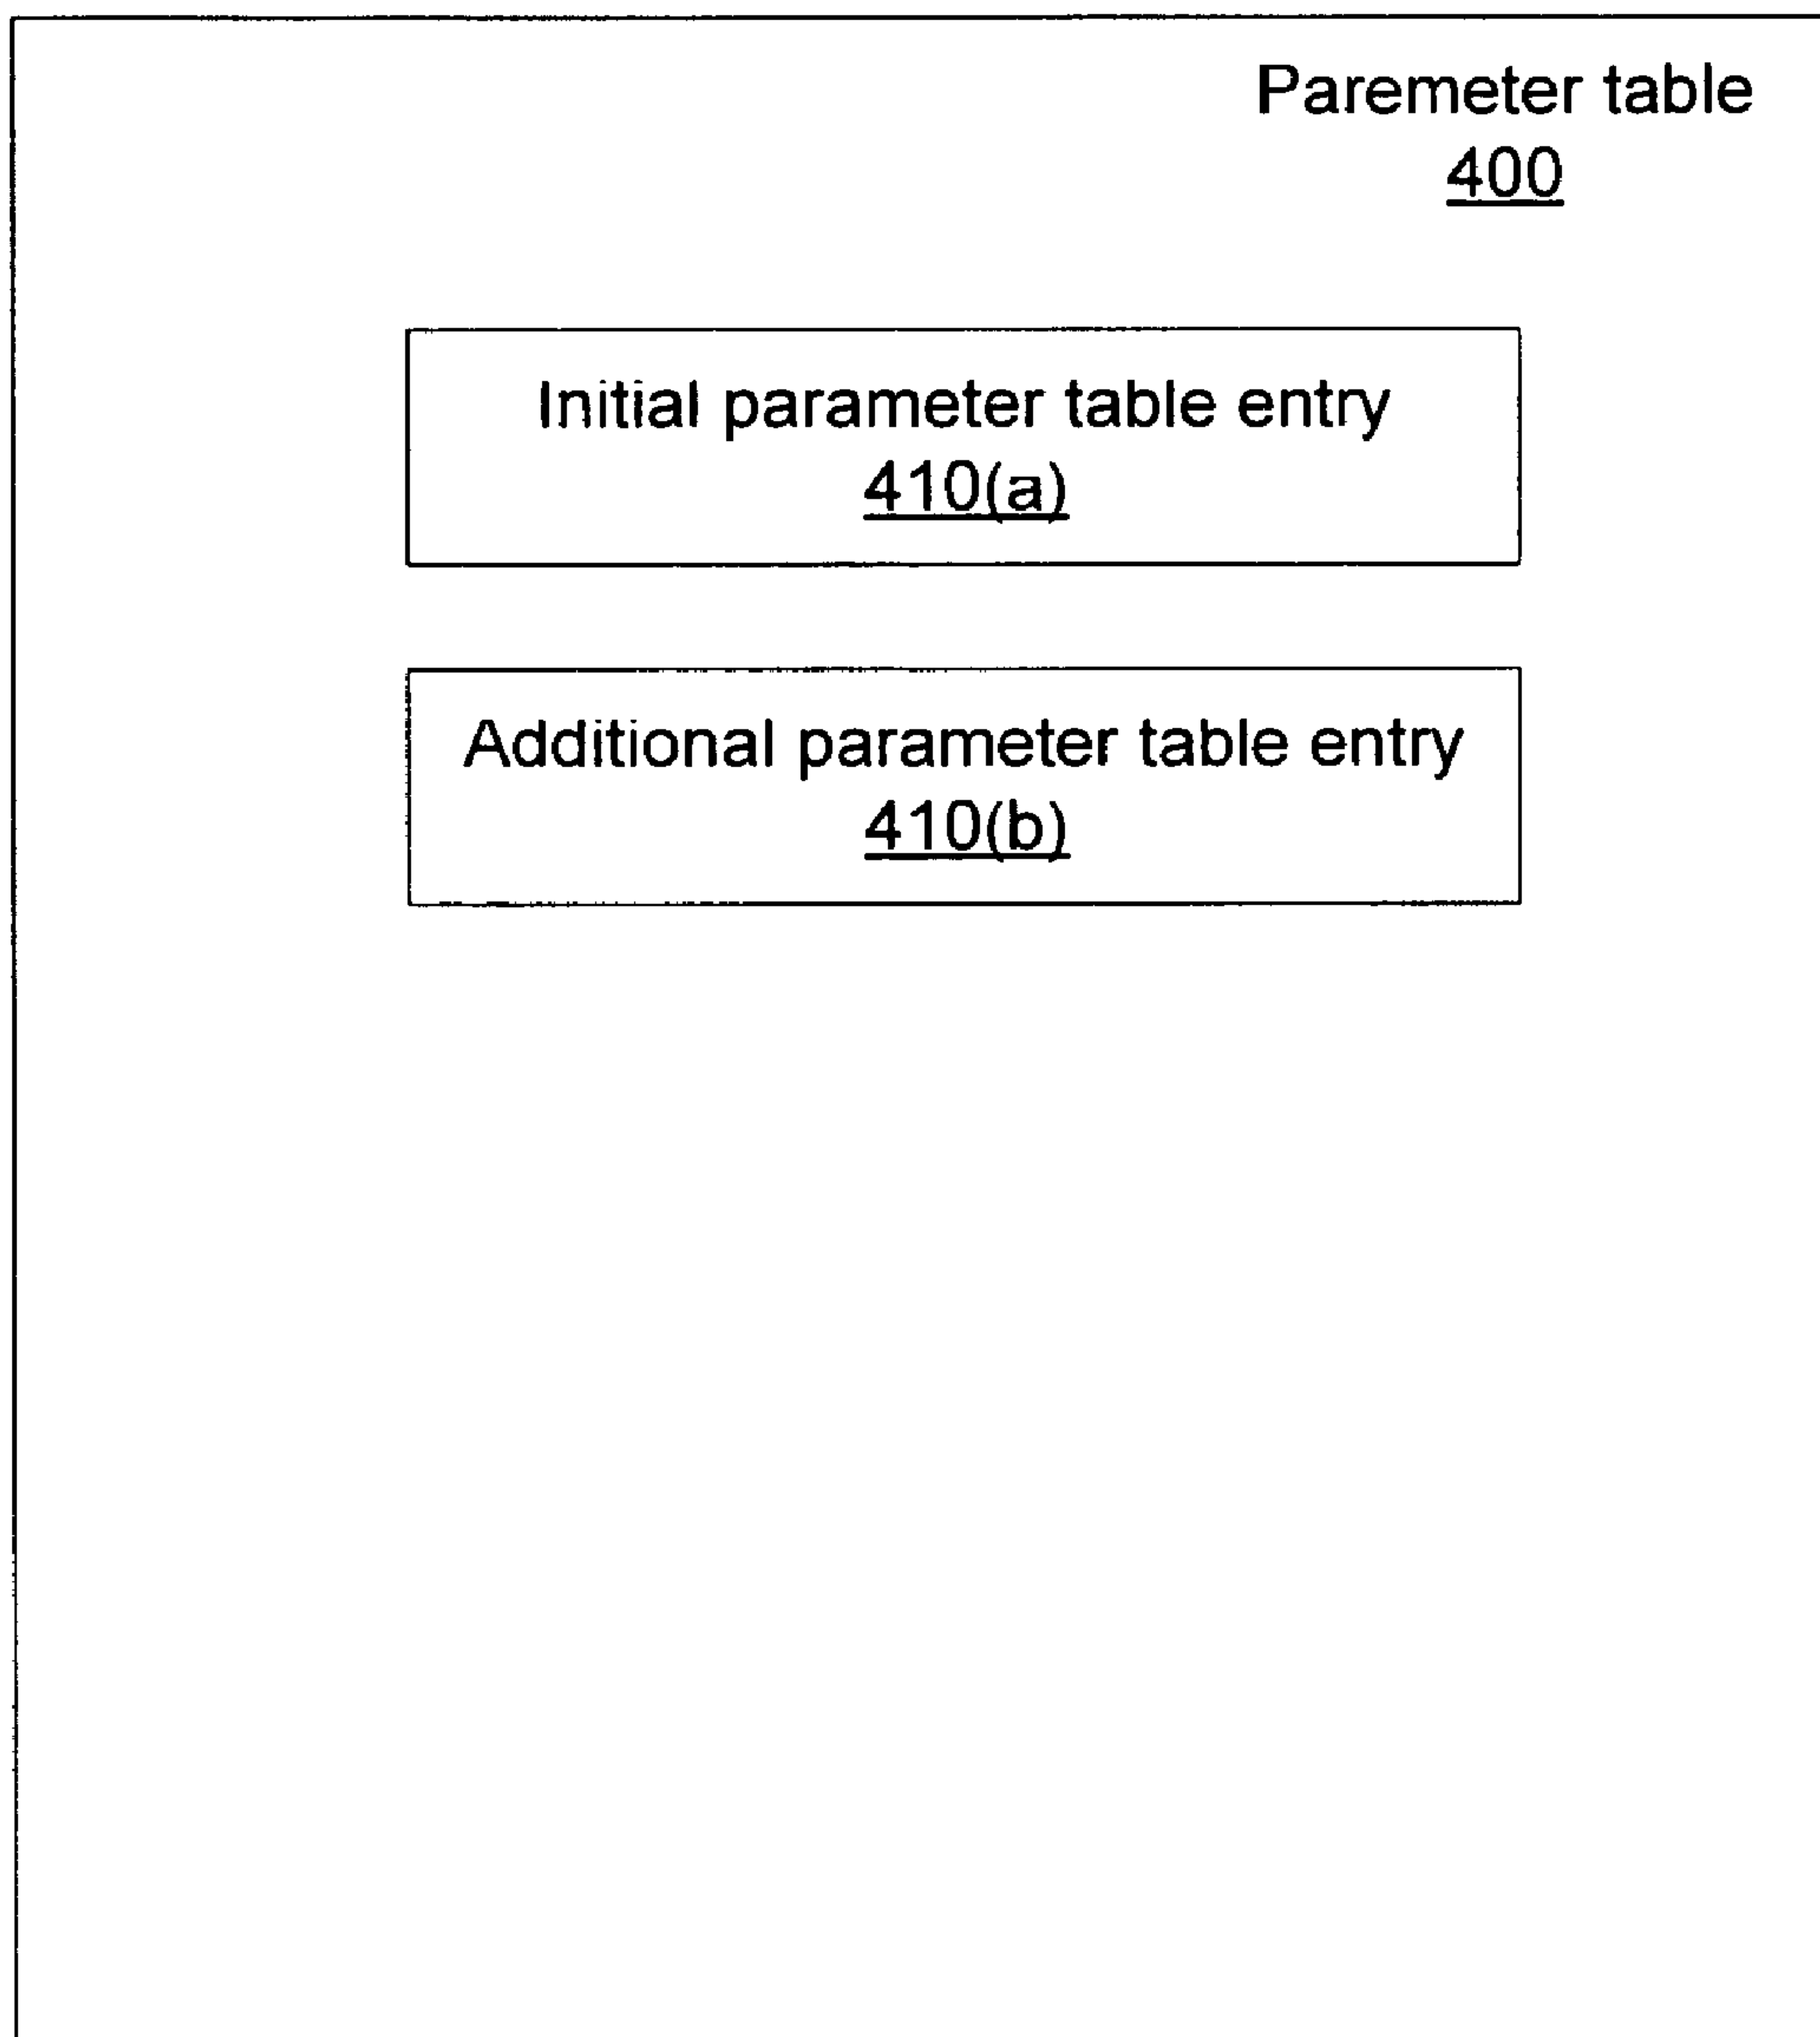 Paremeter table
400
Initial parameter table entry
410(a)
Additional parameter table entry
410(b)